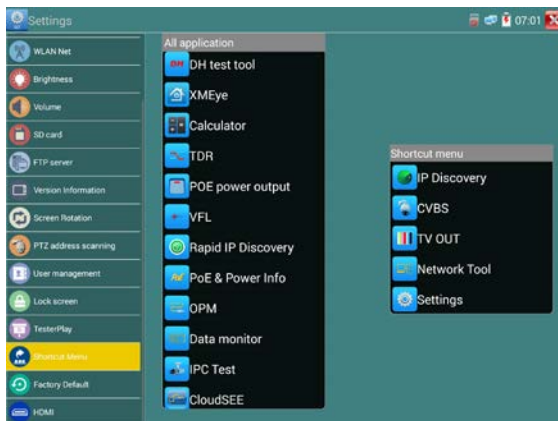 Settings
07:01
WLAN Net
Brightness
Volume
SD card
FTP server
Version Information
Screen Rotation
PTZ address scanning
User management
Lock screen
TesterPlay
Shortcut Menu
Factory Default
HDMI
All application
DH test tool
XMEye
Calculator
TDR
POE power output
VFL
Rapid IP Discovery
PoE & Power Info
OPM
Data monitor
IPC Test
CloudSEE
Shortcut menu
IP Discovery
CVBS
TV OUT
Network Tool
Settings